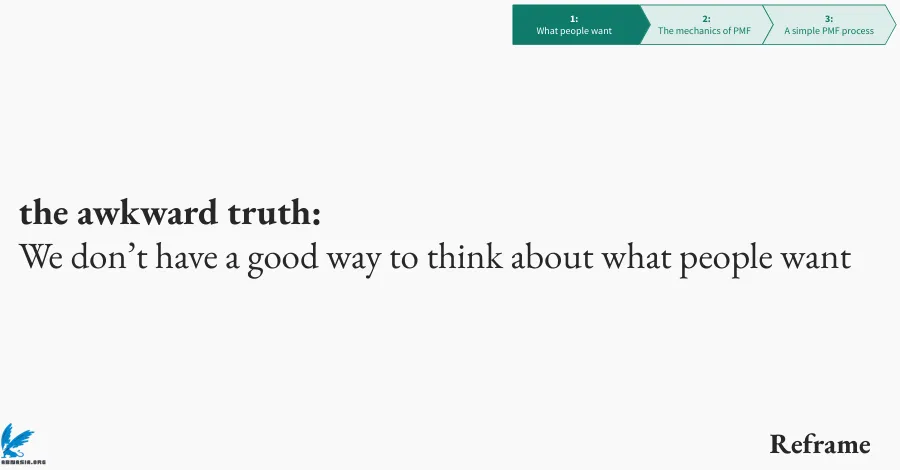 1:
What people want
2:
The mechanics of PMF
3:
A simple PMF process
the awkward truth:
We don’t have a good way to think about what people want
Reframe